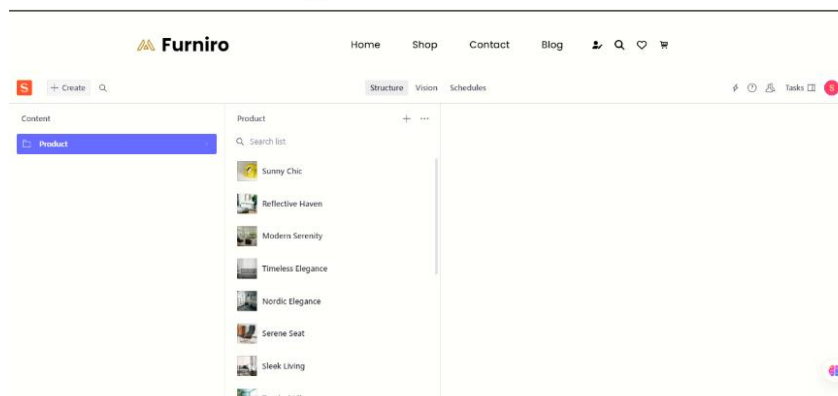 Furniro Home Shop Contact Blog
S + Create Structure Vision Schedules Tasks S
Content
Product
Product
Search list
Sunny Chic
Reflective Haven
Modern Serenity
Timeless Elegance
Nordic Elegance
Serene Seat
Sleek Living